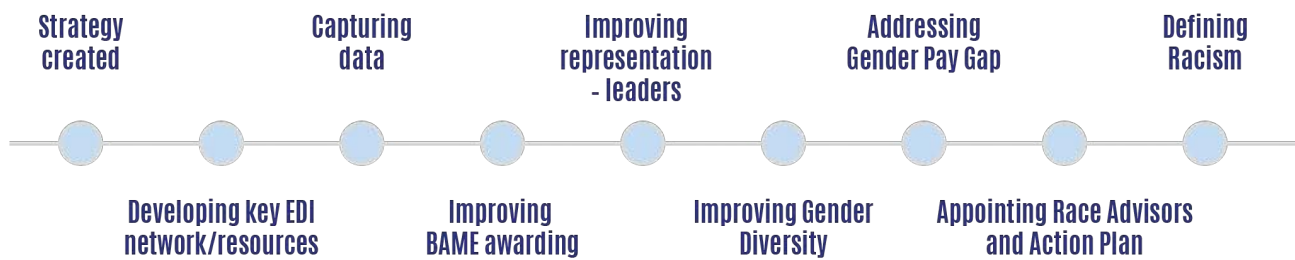 Strategy
created
Developing key EDI
network/resources
Capturing
data
Improving
BAME awarding
Improving
representation
- leaders
Improving Gender
Diversity
Addressing
Gender Pay Gap
Appointing Race Advisors
and Action Plan
Defining
Racism